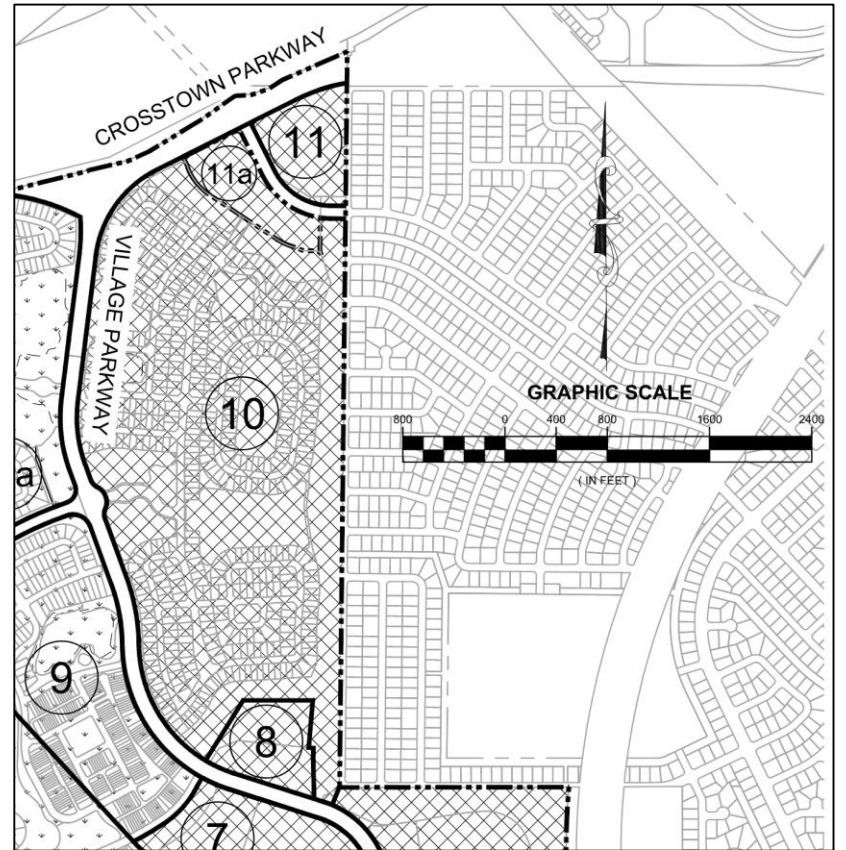 CROSSTOWN PARKWAY
11
11a
VILLAGE PARKWAY
10
GRAPHIC SCALE
800 0 400 800 1600 2400
( IN FEET )
a
9
8
7